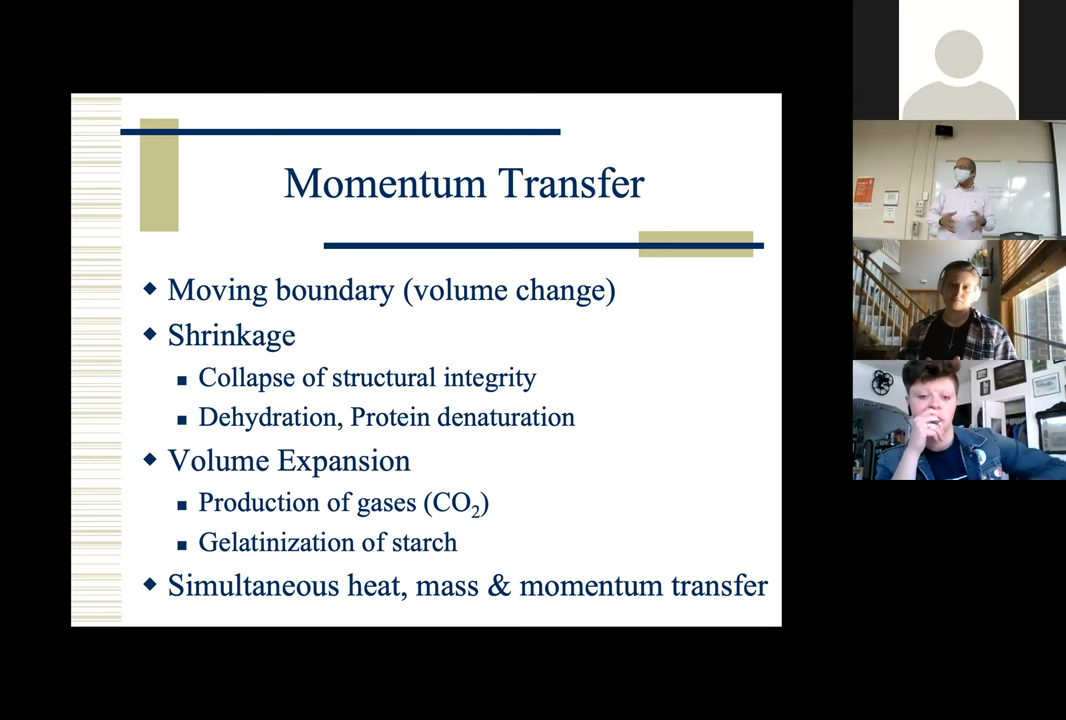 Momentum Transfer
Moving boundary (volume change)
Shrinkage
Collapse of structural integrity
Dehydration, Protein denaturation
Volume Expansion
Production of gases (CO₂)
Gelatinization of starch
Simultaneous heat, mass & momentum transfer